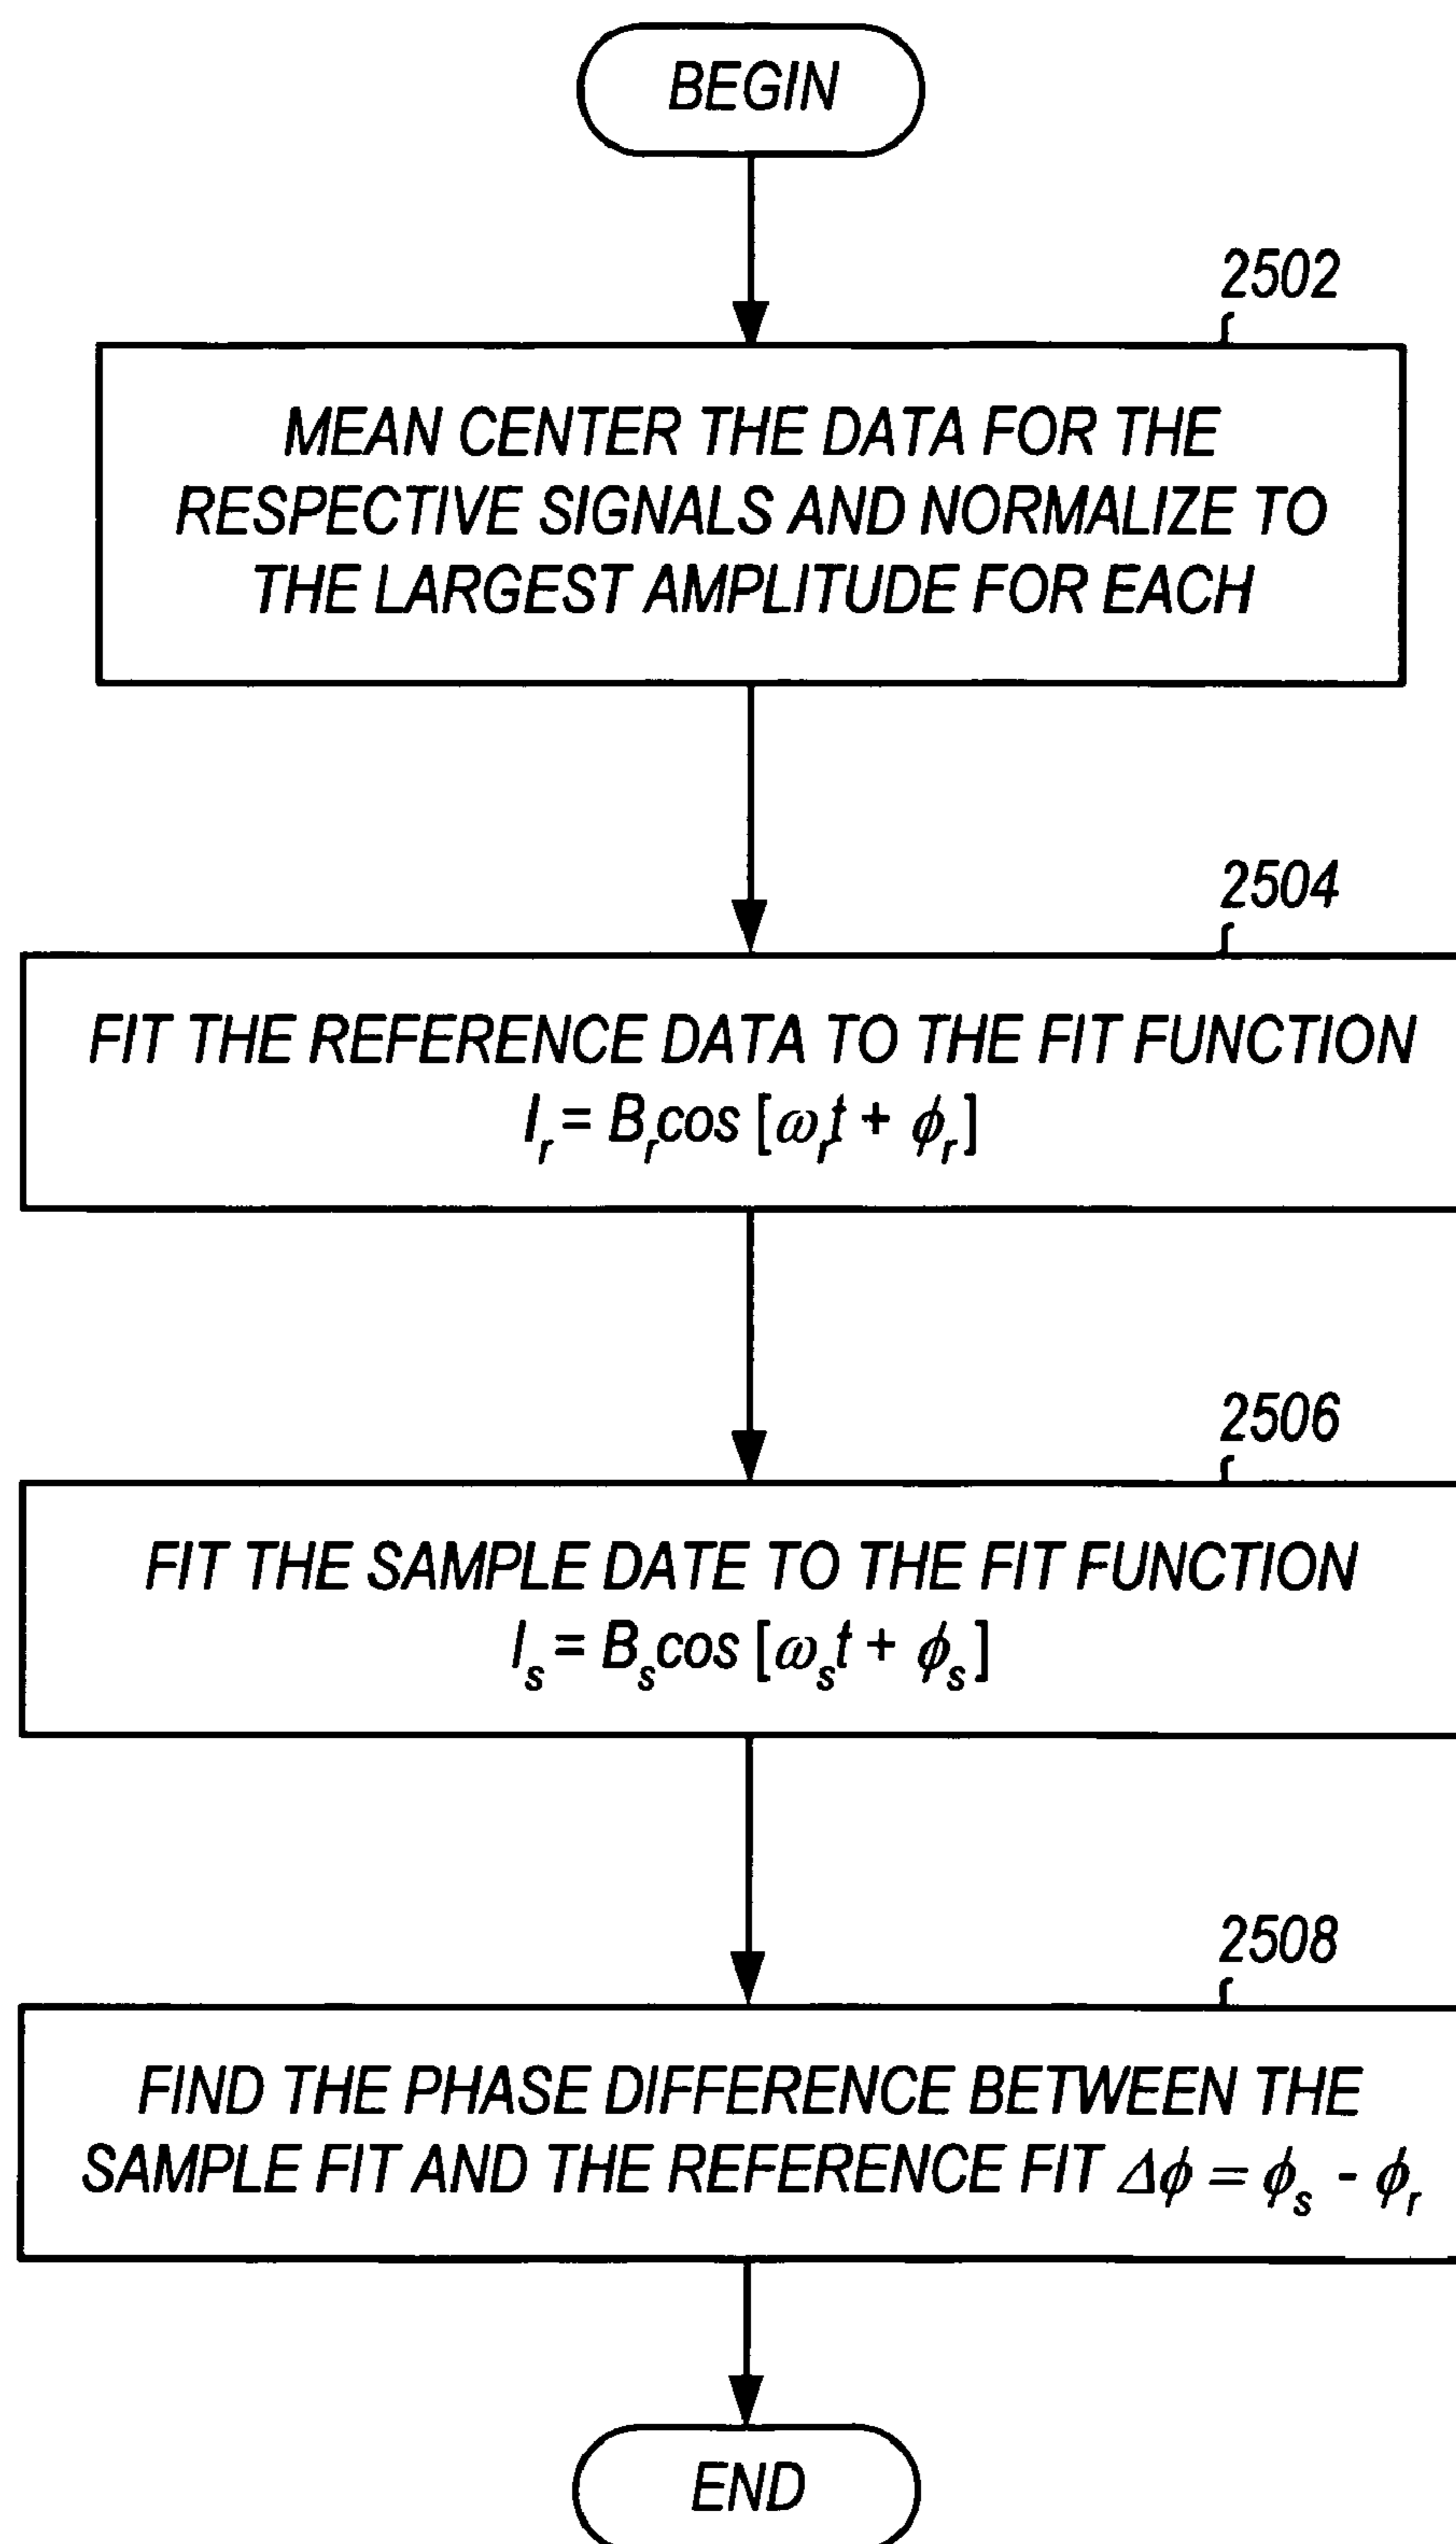 BEGIN
2502
MEAN CENTER THE DATA FOR THE
RESPECTIVE SIGNALS AND NORMALIZE TO
THE LARGEST AMPLITUDE FOR EACH
2504
FIT THE REFERENCE DATA TO THE FIT FUNCTION
I_r = B_r cos [ω_r t + ϕ_r]
2506
FIT THE SAMPLE DATE TO THE FIT FUNCTION
I_s = B_s cos [ω_s t + ϕ_s]
2508
FIND THE PHASE DIFFERENCE BETWEEN THE
SAMPLE FIT AND THE REFERENCE FIT Δϕ = ϕ_s - ϕ_r
END